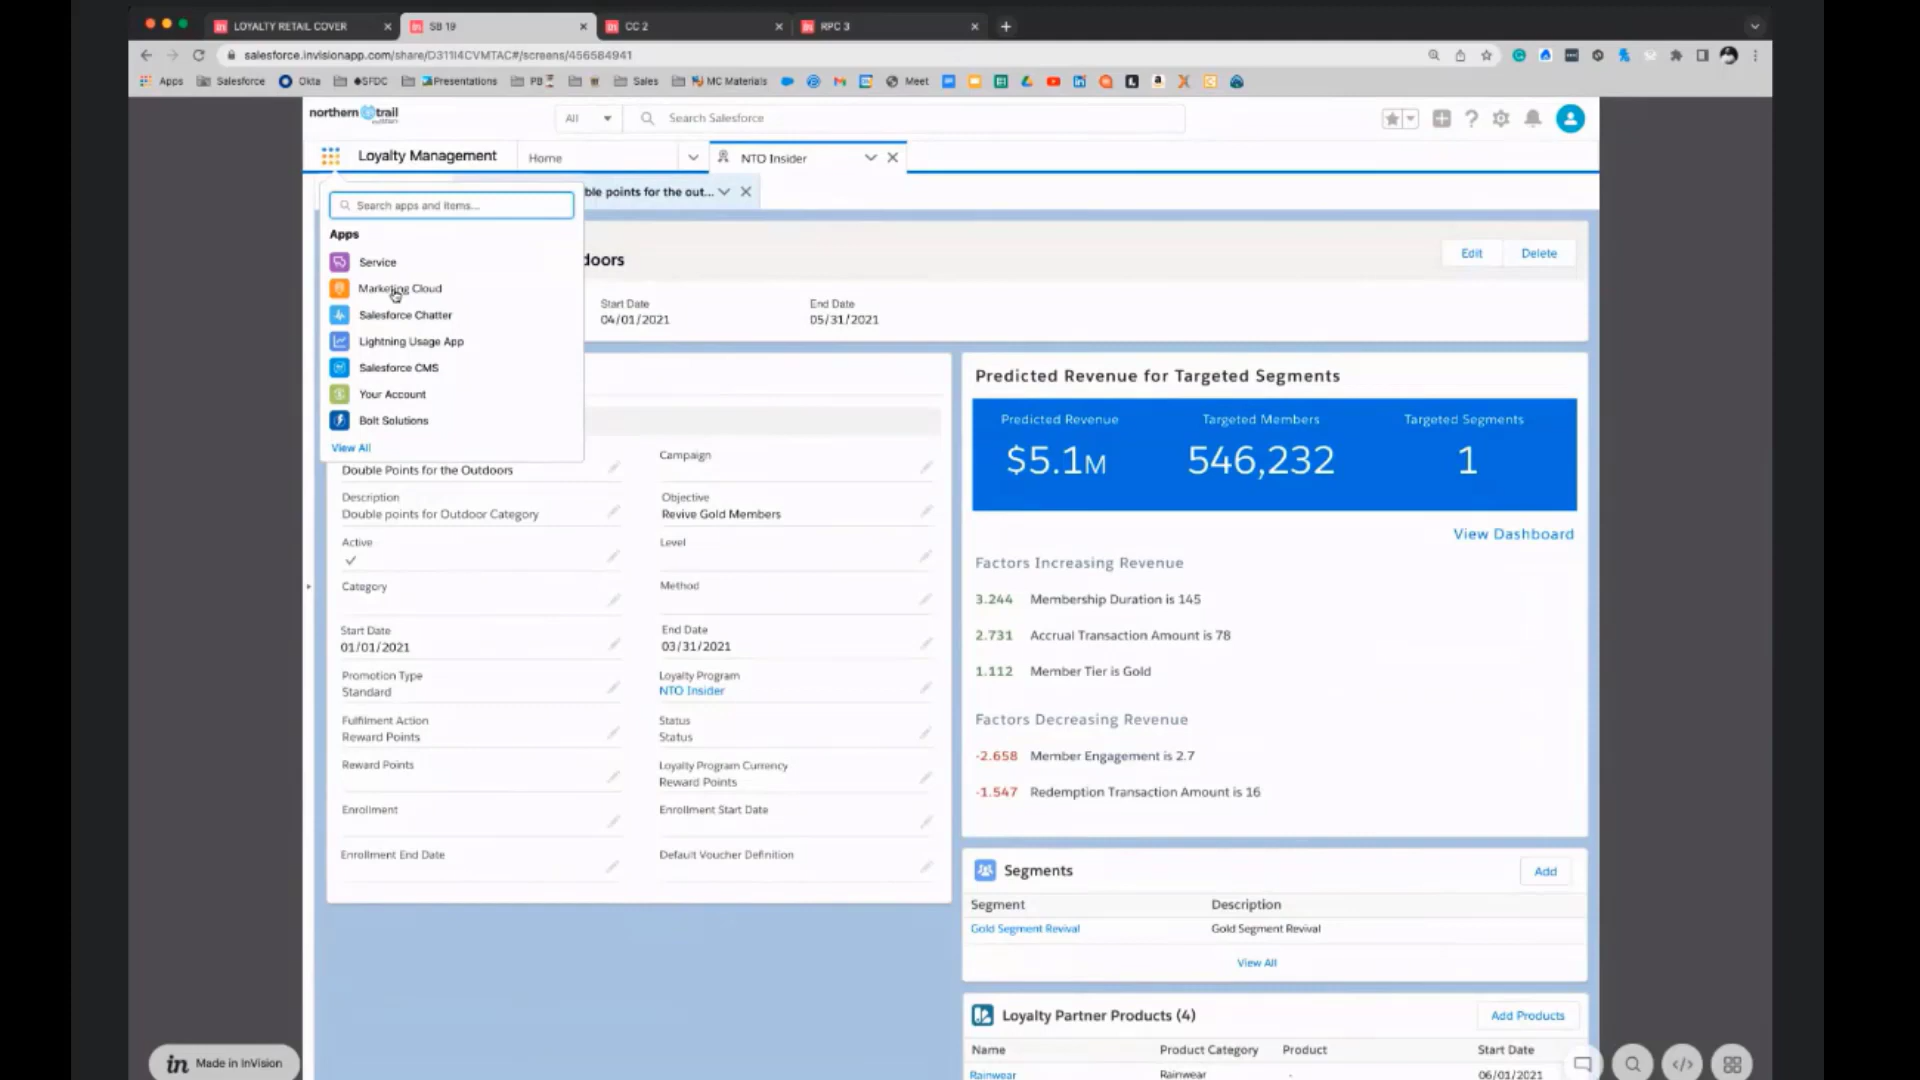 LOYALTY RETAIL COVER
SB 19
CC 2
RPC 3
salesforce.invisionapp.com/share/D311I4CVMTAC#/screens/456584941
Apps
Salesforce
Okta
SFDC
Presentations
PB
Sales
MC Materials
Meet
northern trail
All
Search Salesforce
Loyalty Management
Home
NTO Insider
ble points for the out...
Search apps and items...
Apps
Service
Marketing Cloud
Salesforce Chatter
Lightning Usage App
Salesforce CMS
Your Account
Bolt Solutions
View All
doors
Edit
Delete
Start Date
04/01/2021
End Date
05/31/2021
Double Points for the Outdoors
Campaign
Description
Double points for Outdoor Category
Objective
Revive Gold Members
Active
Level
Category
Method
Start Date
01/01/2021
End Date
03/31/2021
Promotion Type
Standard
Loyalty Program
NTO Insider
Fulfilment Action
Reward Points
Status
Status
Reward Points
Loyalty Program Currency
Reward Points
Enrollment
Enrollment Start Date
Enrollment End Date
Default Voucher Definition
Predicted Revenue for Targeted Segments
Predicted Revenue
$5.1M
Targeted Members
546,232
Targeted Segments
1
View Dashboard
Factors Increasing Revenue
3.244 Membership Duration is 145
2.731 Accrual Transaction Amount is 78
1.112 Member Tier is Gold
Factors Decreasing Revenue
-2.658 Member Engagement is 2.7
-1.547 Redemption Transaction Amount is 16
Segments
Add
Segment Description
Gold Segment Revival Gold Segment Revival
View All
Loyalty Partner Products (4)
Add Products
Name Product Category Product Start Date
Rainwear Rainwear - 06/01/2021
in Made in InVision